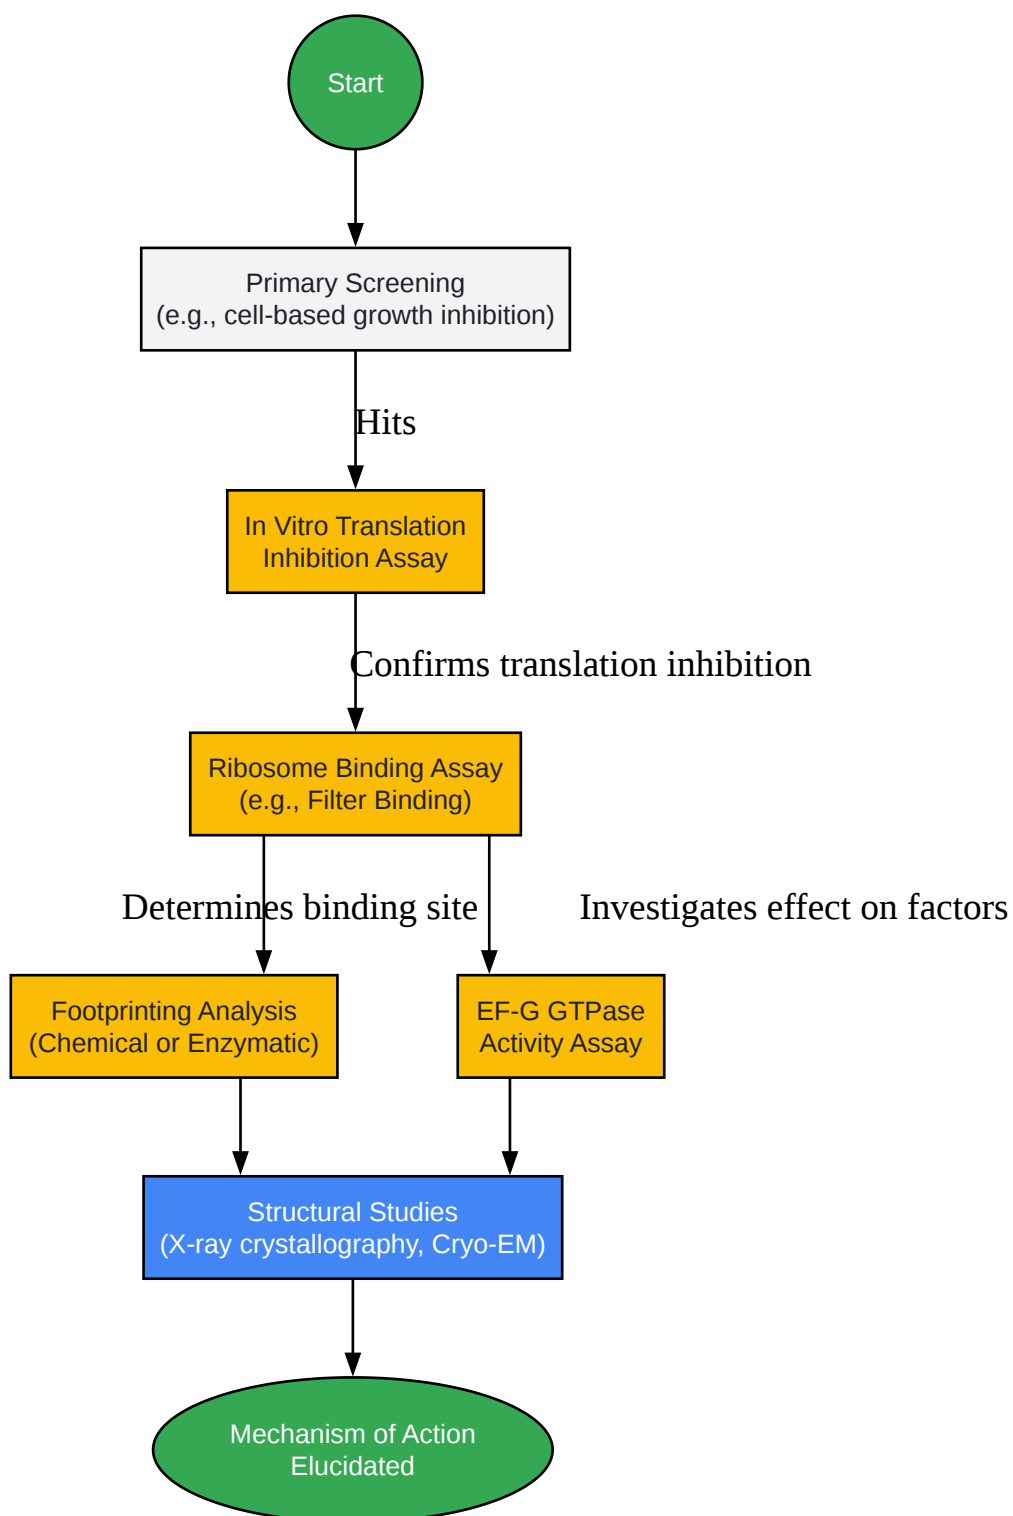 Start
Primary Screening
(e.g., cell-based growth inhibition)
Hits
In Vitro Translation
Inhibition Assay
Confirms translation inhibition
Ribosome Binding Assay
(e.g., Filter Binding)
Determines binding site
Investigates effect on factors
Footprinting Analysis
(Chemical or Enzymatic)
EF-G GTPase
Activity Assay
Structural Studies
(X-ray crystallography, Cryo-EM)
Mechanism of Action
Elucidated